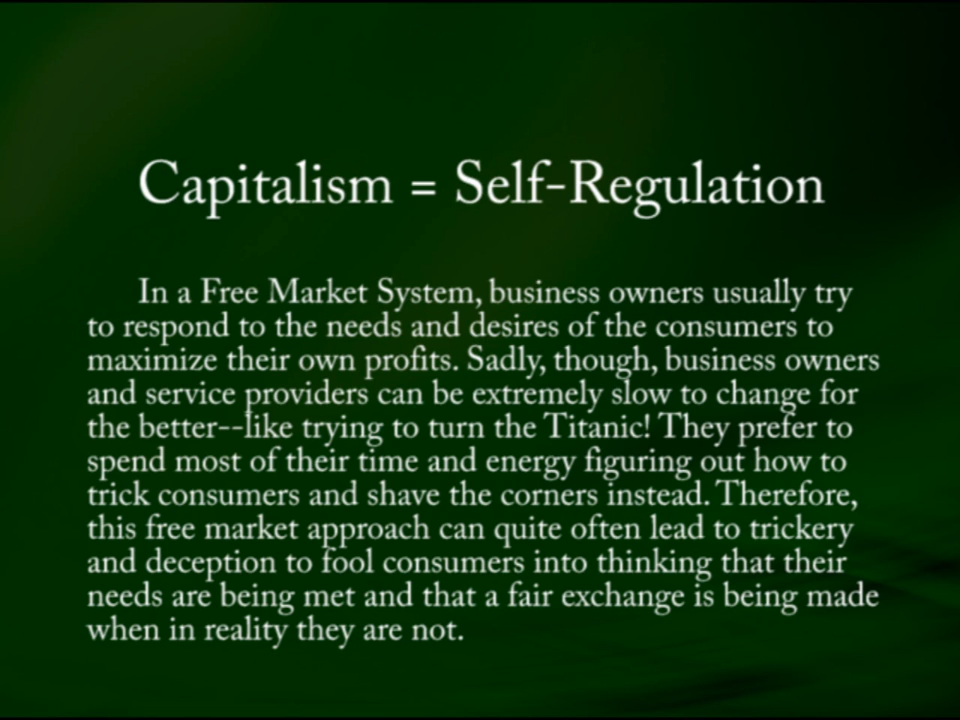 Capitalism = Self-Regulation
In a Free Market System, business owners usually try
to respond to the needs and desires of the consumers to
maximize their own profits. Sadly, though, business owners
and service providers can be extremely slow to change for
the better--like trying to turn the Titanic! They prefer to
spend most of their time and energy figuring out how to
trick consumers and shave the corners instead. Therefore,
this free market approach can quite often lead to trickery
and deception to fool consumers into thinking that their
needs are being met and that a fair exchange is being made
when in reality they are not.